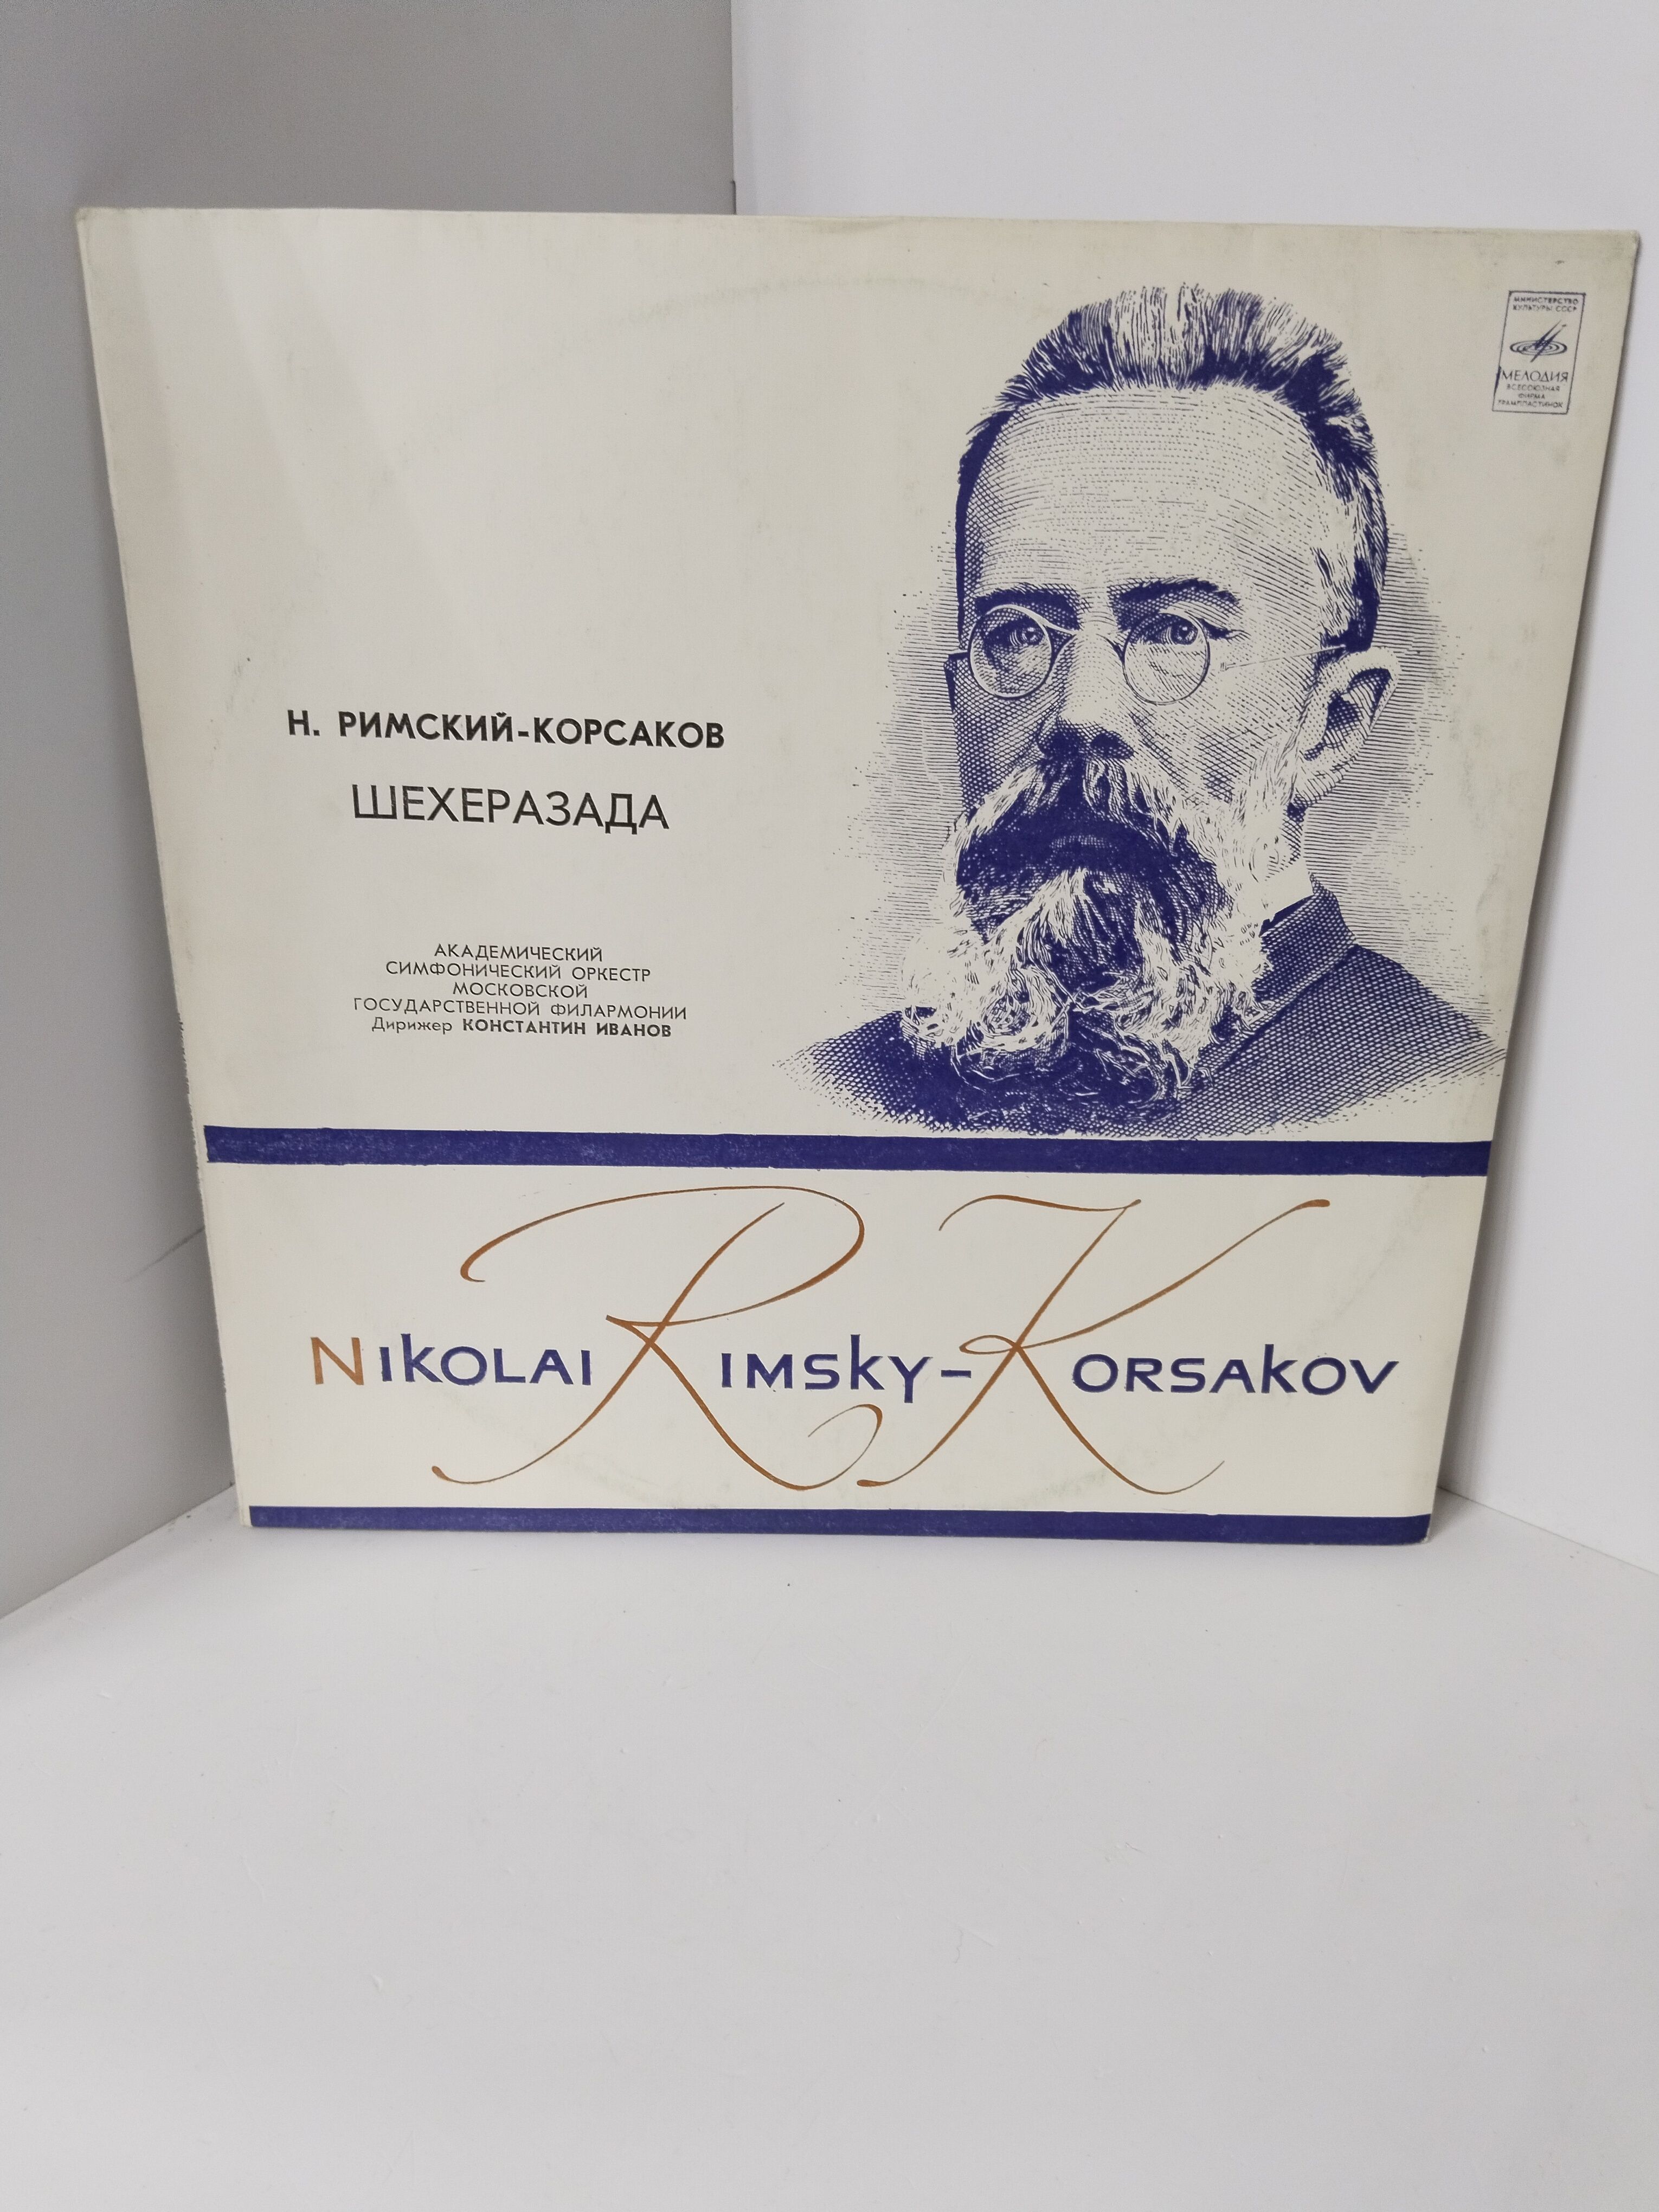 МИНИСТЕРСТВО
КУЛЬТУРЫ СССР
МЕЛОДИЯ
ВСЕСОЮЗНАЯ
ФИРМА
ГРАМПЛАСТИНОК
Н. РИМСКИЙ-КОРСАКОВ
ШЕХЕРАЗАДА
АКАДЕМИЧЕСКИЙ
СИМФОНИЧЕСКИЙ ОРКЕСТР
МОСКОВСКОЙ
ГОСУДАРСТВЕННОЙ ФИЛАРМОНИИ
Дирижер КОНСТАНТИН ИВАНОВ
NIKOLAI RIMSKY-KORSAKOV